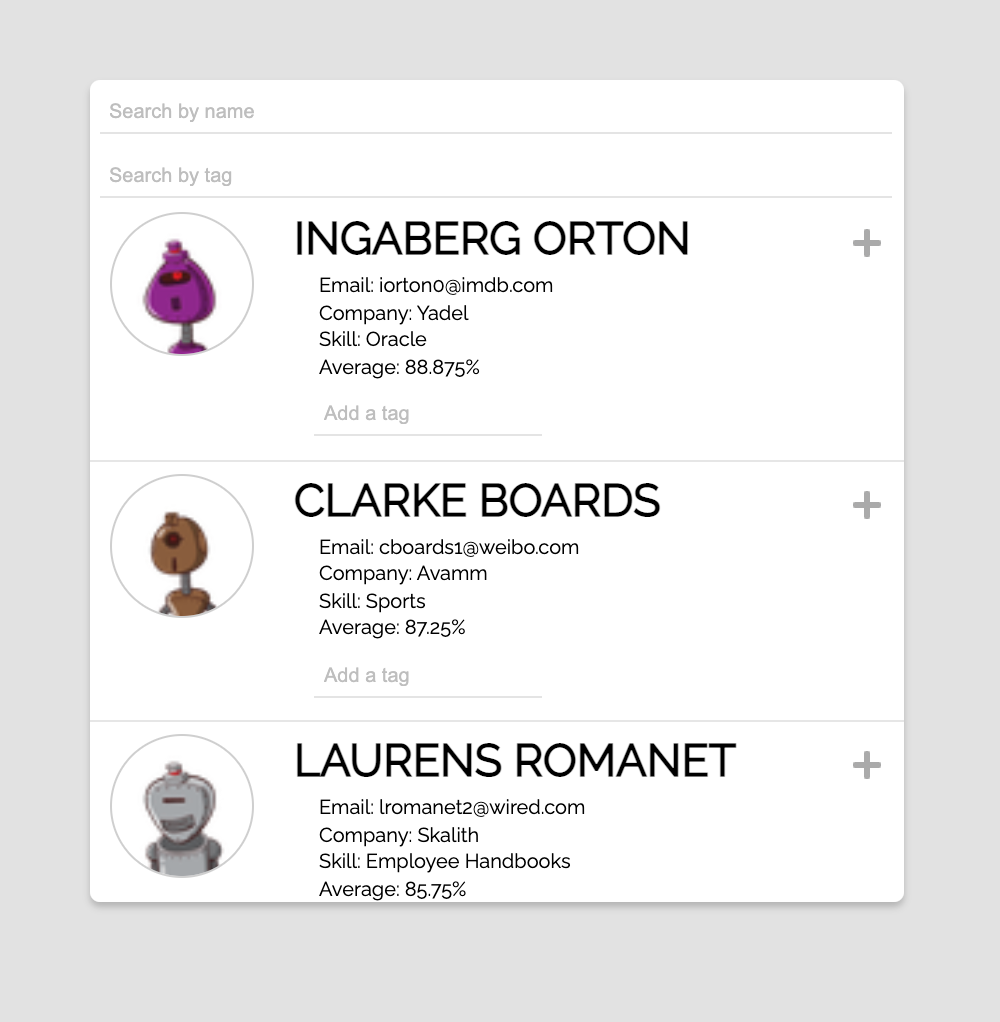 Search by name
Search by tag
INGABERG ORTON
Email: iorton0@imdb.com
Company: Yadel
Skill: Oracle
Average: 88.875%
Add a tag
CLARKE BOARDS
Email: cboards1@weibo.com
Company: Avamm
Skill: Sports
Average: 87.25%
Add a tag
LAURENS ROMANET
Email: lromanet2@wired.com
Company: Skalith
Skill: Employee Handbooks
Average: 85.75%